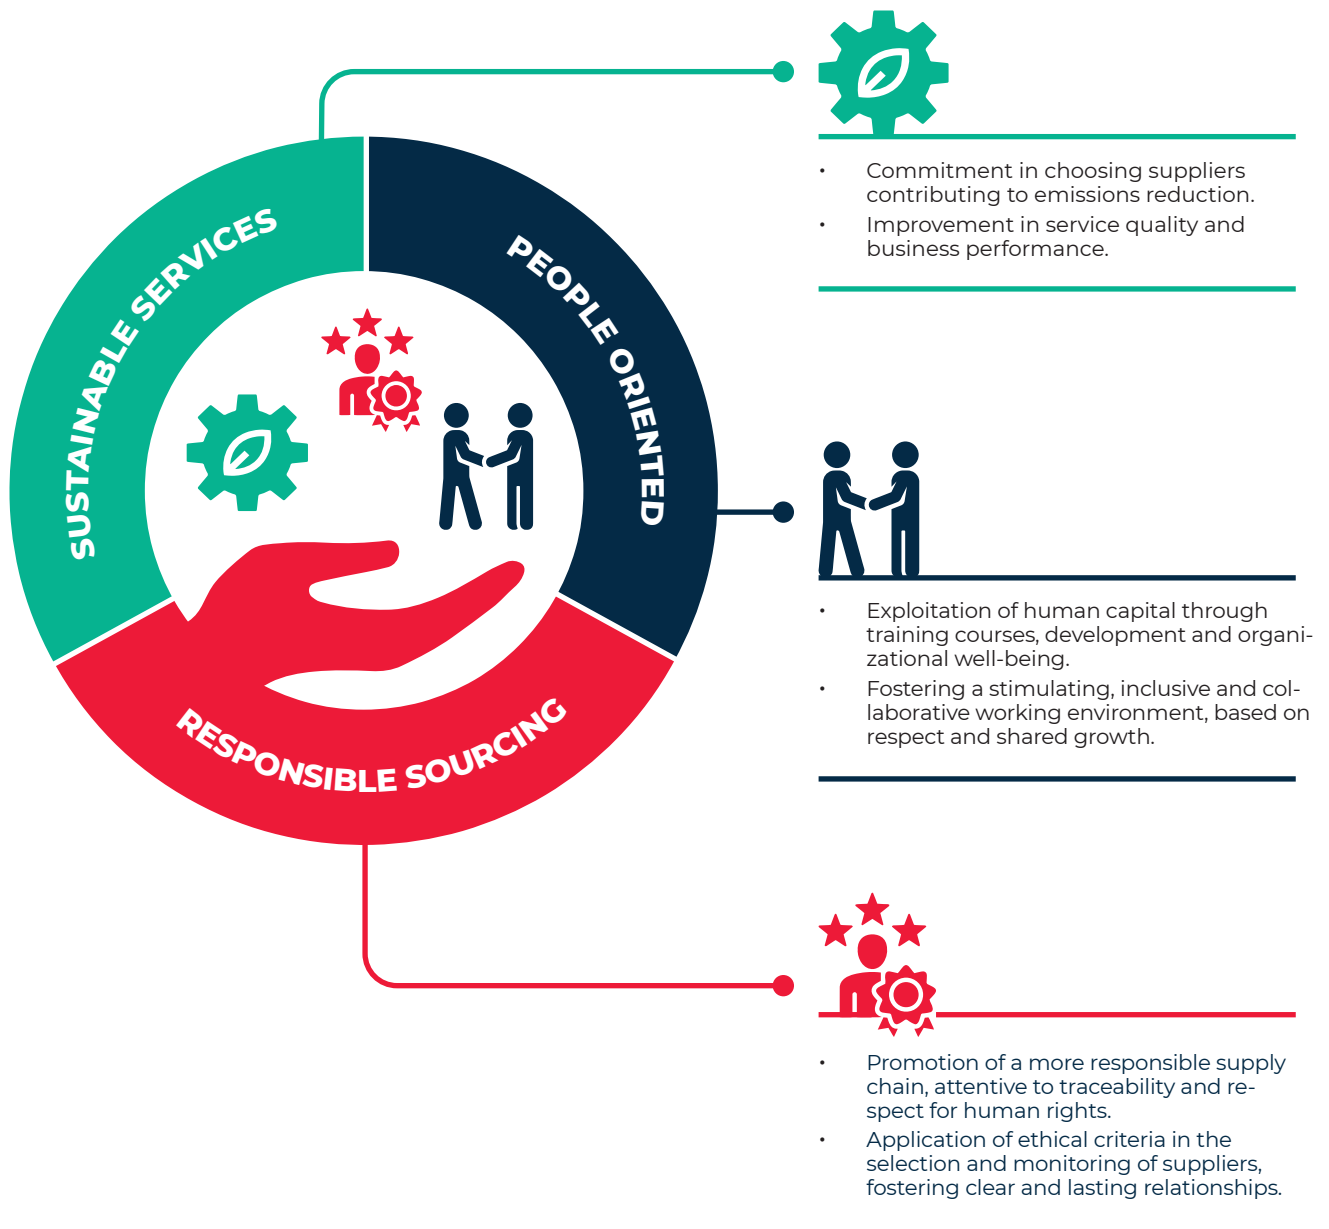 SUSTAINABLE SERVICES
PEOPLE ORIENTED
RESPONSIBLE SOURCING
• Commitment in choosing suppliers
contributing to emissions reduction.
• Improvement in service quality and
business performance.
• Exploitation of human capital through
training courses, development and organi-
zational well-being.
• Fostering a stimulating, inclusive and col-
laborative working environment, based on
respect and shared growth.
• Promotion of a more responsible supply
chain, attentive to traceability and re-
spect for human rights.
• Application of ethical criteria in the
selection and monitoring of suppliers,
fostering clear and lasting relationships.